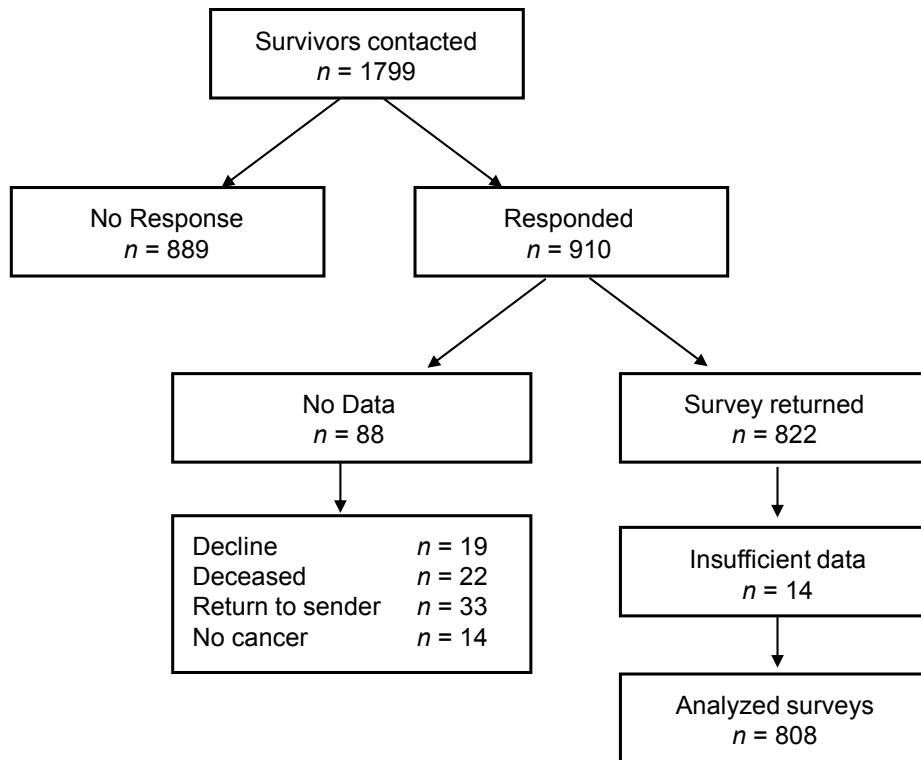 Survivors contacted
n = 1799
No Response
n = 889
Responded
n = 910
No Data
n = 88
Survey returned
n = 822
Decline n = 19
Deceased n = 22
Return to sender n = 33
No cancer n = 14
Insufficient data
n = 14
Analyzed surveys
n = 808